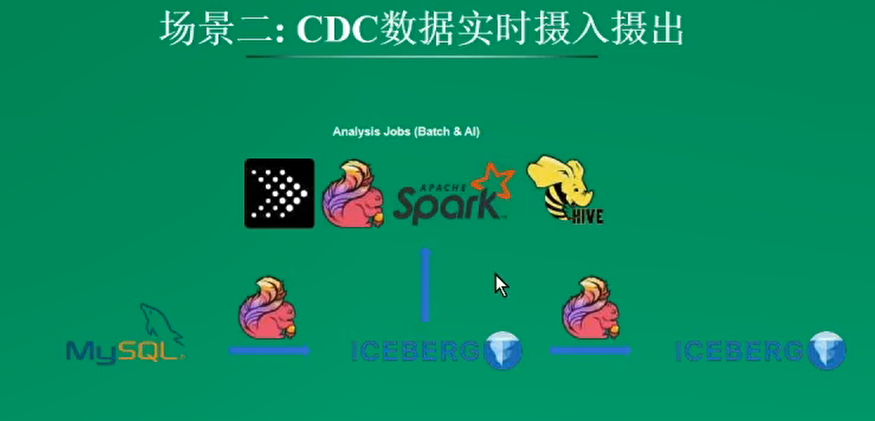 场景二: CDC数据实时摄入摄出
Analysis Jobs (Batch & AI)
APACHE
Spark
HIVE
MySQL
ICEBERG
ICEBERG